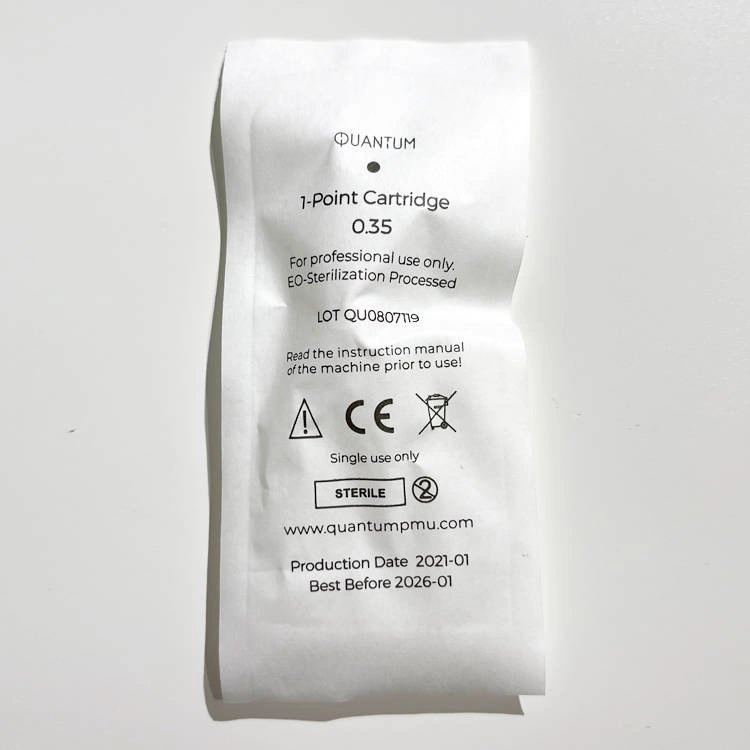 QUANTUM
1-Point Cartridge
0.35
For professional use only.
EO-Sterilization Processed
LOT QU0807119
Read the instruction manual
of the machine prior to use!
CE
Single use only
STERILE 2
www.quantumpmu.com
Production Date 2021-01
Best Before 2026-01